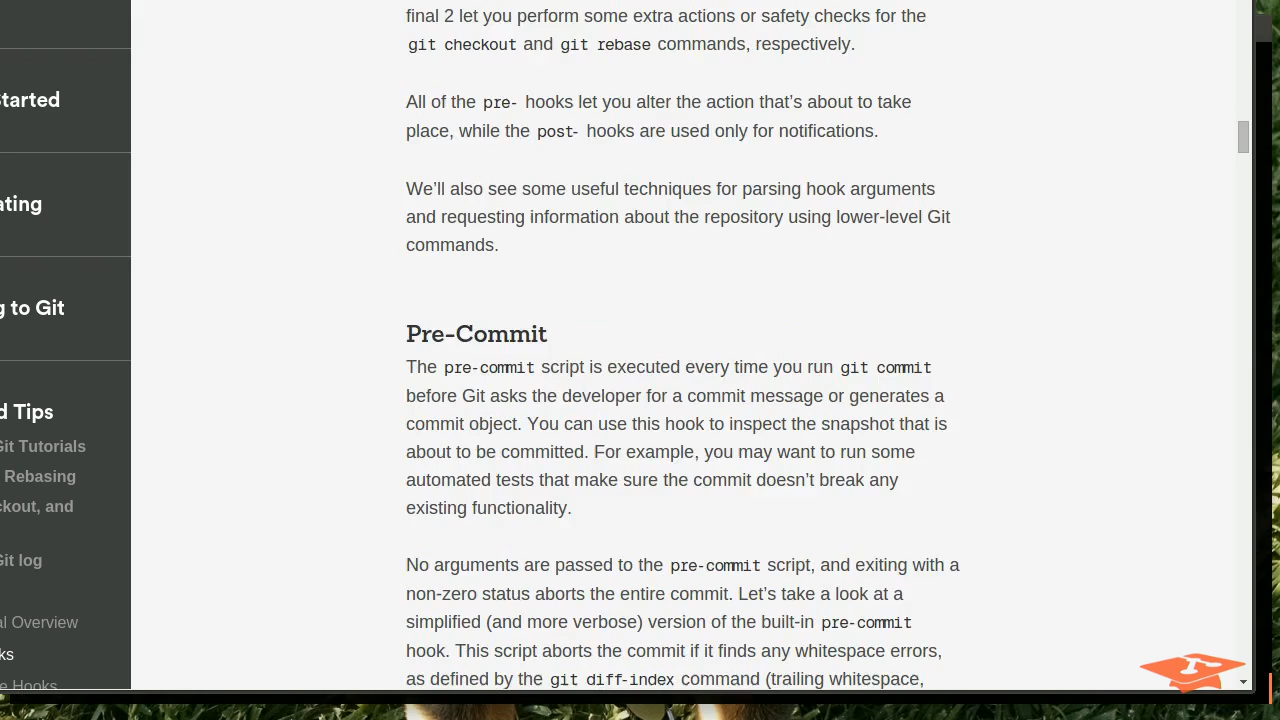 final 2 let you perform some extra actions or safety checks for the
git checkout and git rebase commands, respectively.
All of the pre- hooks let you alter the action that’s about to take
place, while the post- hooks are used only for notifications.
We’ll also see some useful techniques for parsing hook arguments
and requesting information about the repository using lower-level Git
commands.
Pre-Commit
The pre-commit script is executed every time you run git commit
before Git asks the developer for a commit message or generates a
commit object. You can use this hook to inspect the snapshot that is
about to be committed. For example, you may want to run some
automated tests that make sure the commit doesn’t break any
existing functionality.
No arguments are passed to the pre-commit script, and exiting with a
non-zero status aborts the entire commit. Let’s take a look at a
simplified (and more verbose) version of the built-in pre-commit
hook. This script aborts the commit if it finds any whitespace errors,
as defined by the git diff-index command (trailing whitespace,
Started
ating
g to Git
d Tips
Git Tutorials
Rebasing
ckout, and
Git log
al Overview
ks
e Hooks